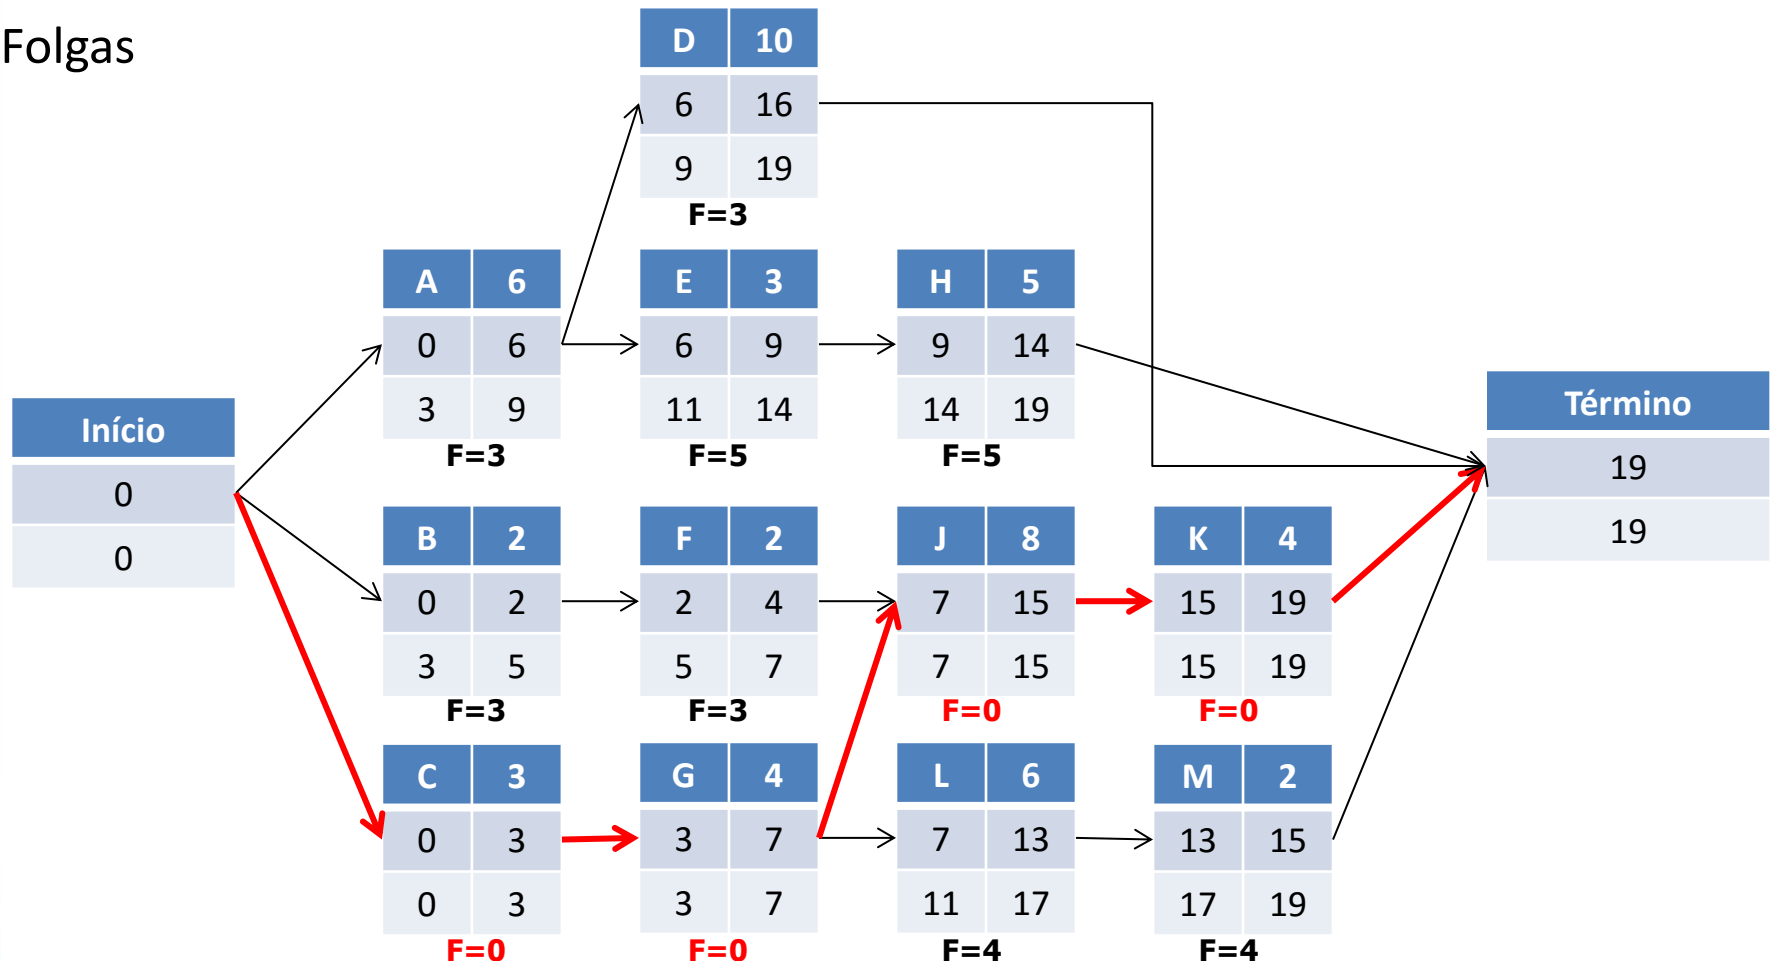 Folgas
D 10
6 16
9 19
F=3
A 6
0 6
3 9
F=3
E 3
6 9
11 14
F=5
H 5
9 14
14 19
F=5
Início
0
0
Término
19
19
B 2
0 2
3 5
F=3
F 2
2 4
5 7
F=3
J 8
7 15
7 15
F=0
K 4
15 19
15 19
F=0
C 3
0 3
0 3
F=0
G 4
3 7
3 7
F=0
L 6
7 13
11 17
F=4
M 2
13 15
17 19
F=4